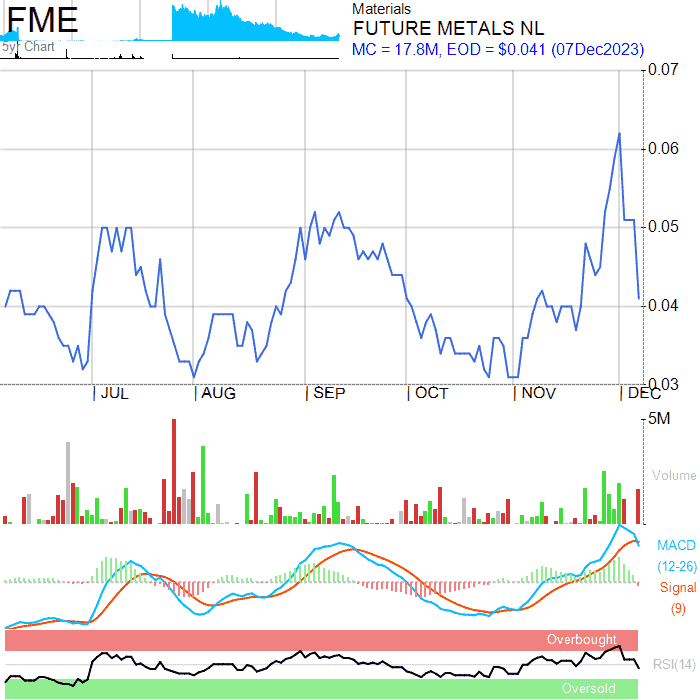 FME
5yr Chart
Materials
FUTURE METALS NL
MC = 17.8M, EOD = $0.041 (07Dec2023)
0.07
0.06
0.05
0.04
0.03
JUL
AUG
SEP
OCT
NOV
DEC
5M
Volume
MACD
(12-26)
Signal
(9)
Overbought
RSI(14)
Oversold